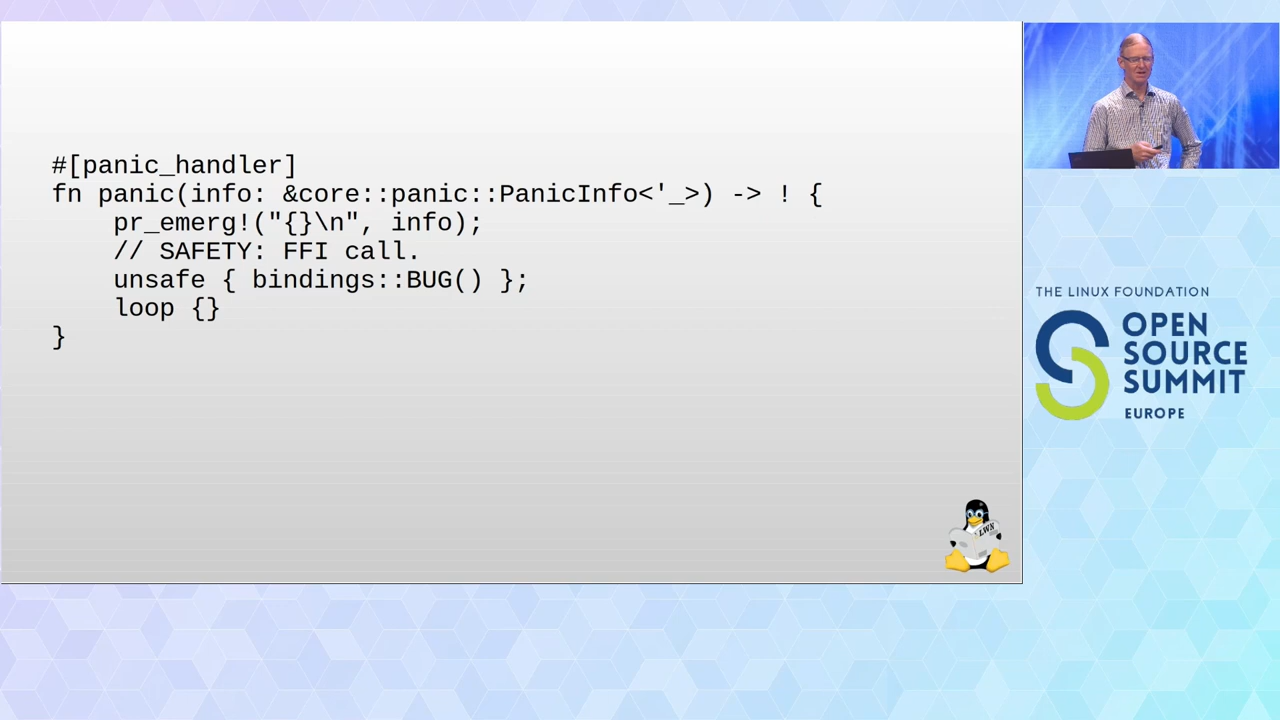 #[panic_handler]
fn panic(info: &core::panic::PanicInfo<'_>) -> ! {
    pr_emerg!("{}\n", info);
    // SAFETY: FFI call.
    unsafe { bindings::BUG() };
    loop {}
}
LWN
THE LINUX FOUNDATION
OPEN
SOURCE
SUMMIT
EUROPE